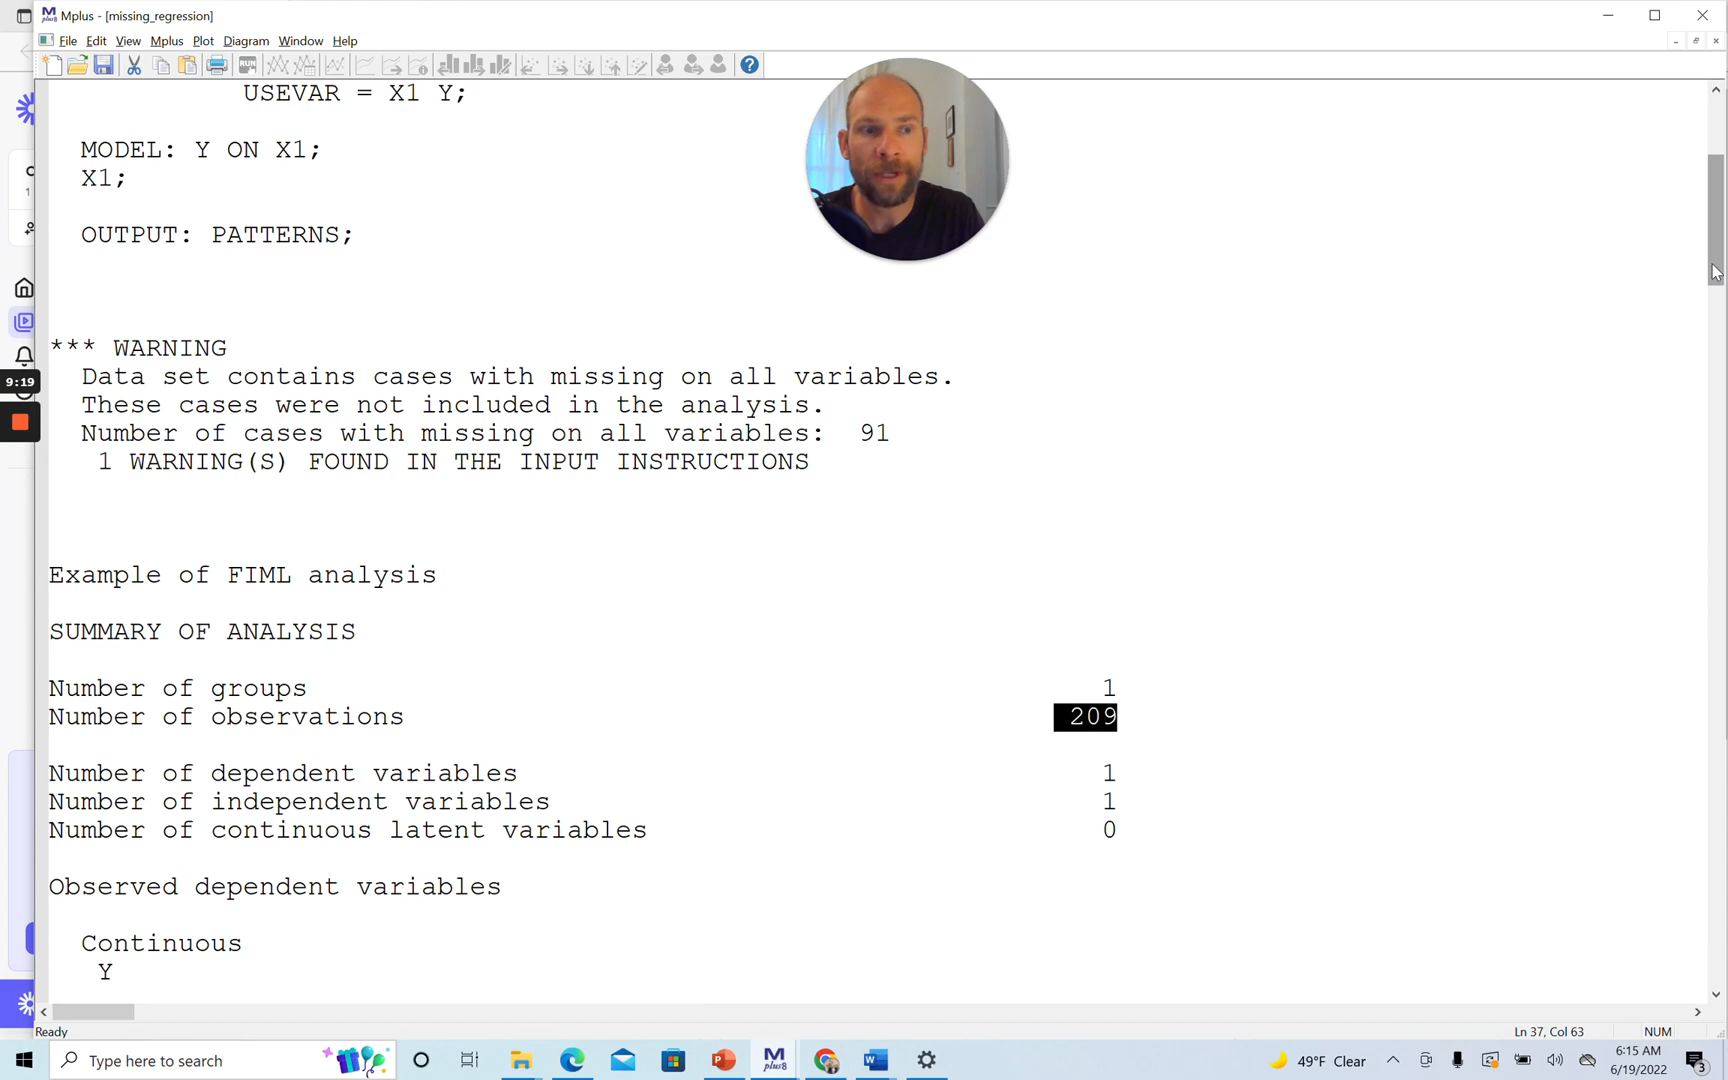 Mplus - [missing_regression]
File Edit View Mplus Plot Diagram Window Help
RUN
USEVAR = X1 Y;
MODEL: Y ON X1;
X1;
OUTPUT: PATTERNS;
*** WARNING
Data set contains cases with missing on all variables.
These cases were not included in the analysis.
Number of cases with missing on all variables: 91
1 WARNING(S) FOUND IN THE INPUT INSTRUCTIONS
9:19
Example of FIML analysis
SUMMARY OF ANALYSIS
Number of groups 1
Number of observations 209
Number of dependent variables 1
Number of independent variables 1
Number of continuous latent variables 0
Observed dependent variables
Continuous
Y
Ready Ln 37, Col 63 NUM
Type here to search
49°F Clear
6:15 AM
6/19/2022
3